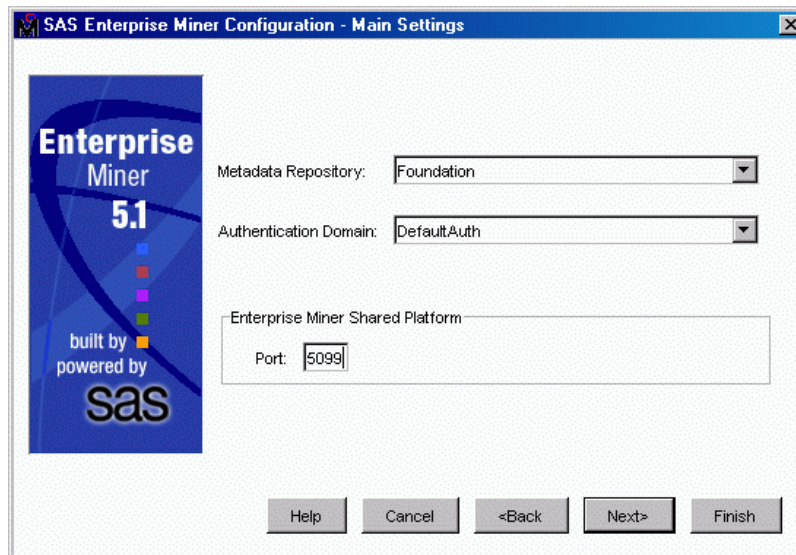 SAS Enterprise Miner Configuration - Main Settings
Enterprise
Miner
5.1
built by
powered by
sas
Metadata Repository: Foundation
Authentication Domain: DefaultAuth
Enterprise Miner Shared Platform
Port: 5099
Help Cancel <Back Next> Finish